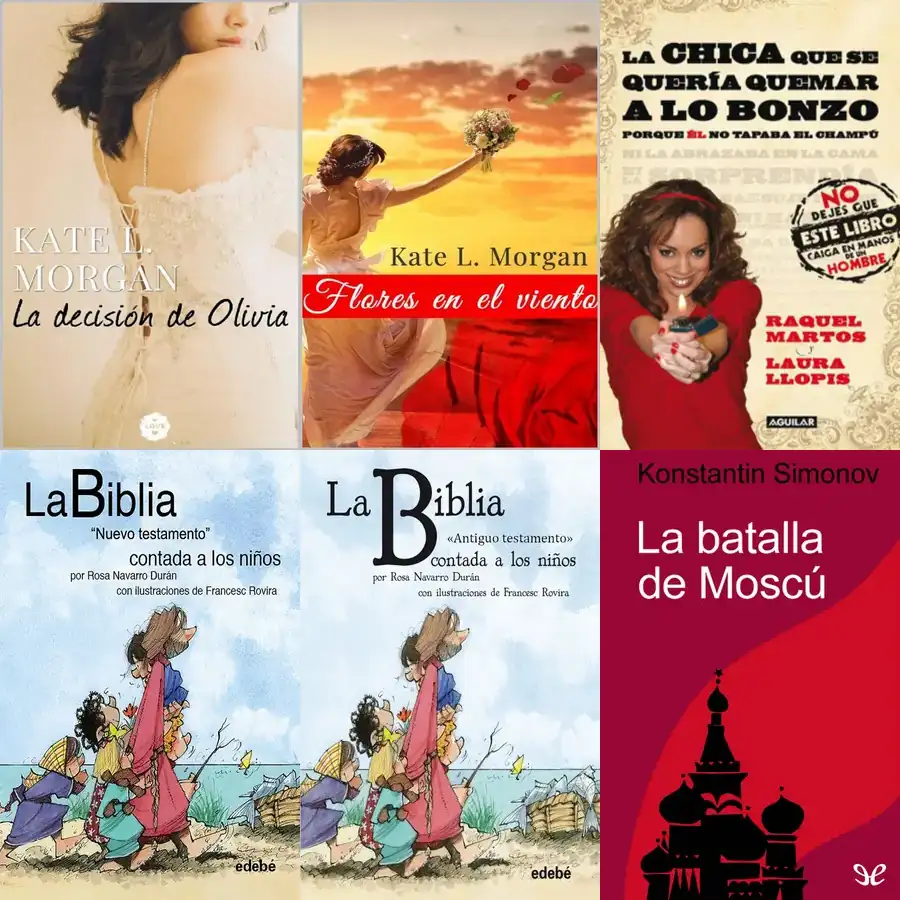 KATE L.
MORGAN
La decisión de Olivia
LOVE
Kate L. Morgan
Flores en el viento
LA CHICA QUE SE
QUERÍA QUEMAR
A LO BONZO
PORQUE ÉL NO TAPABA EL CHAMPÚ
NI LA ABRAZABA EN LA CAMA
SORPRENDÍA
NO
DEJES QUE
ESTE LIBRO
CAIGA EN MANOS
DE UN
HOMBRE
RAQUEL
MARTOS
y
LAURA
LLOPIS
AGUILAR
La Biblia
“Nuevo testamento”
contada a los niños
por Rosa Navarro Durán
con ilustraciones de Francesc Rovira
edebé
La Biblia
«Antiguo testamento»
contada a los niños
por Rosa Navarro Durán
con ilustraciones de Francesc Rovira
edebé
Konstantin Simonov
La batalla
de Moscú